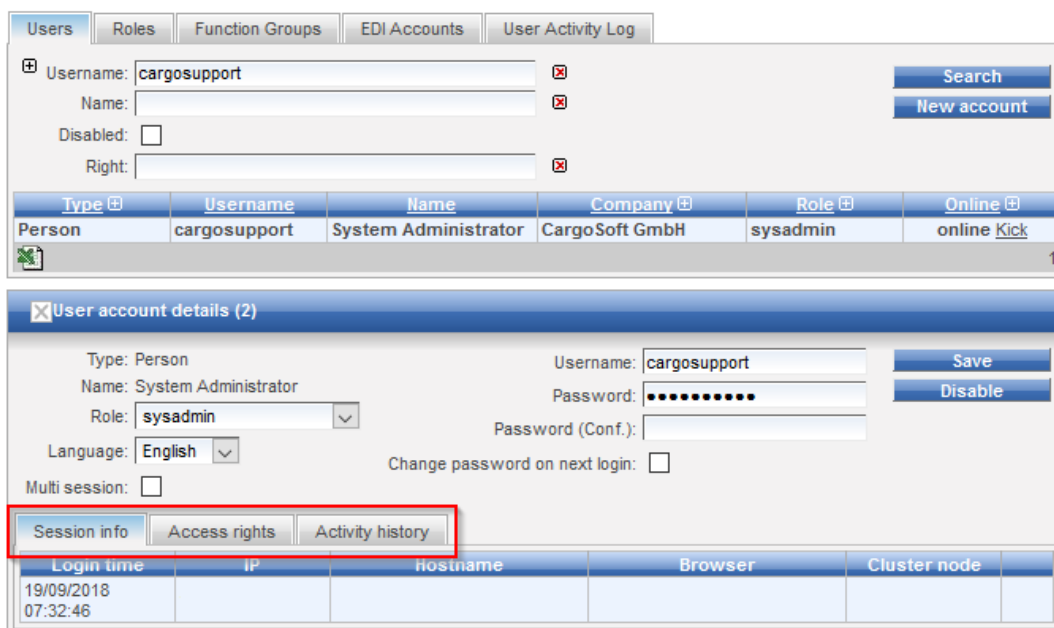 Users Roles Function Groups EDI Accounts User Activity Log
Username: cargosupport Search
Name: New account
Disabled:
Right:
Type Username Name Company Role Online
Person cargosupport System Administrator CargoSoft GmbH sysadmin online Kick
1
User account details (2)
Type: Person Username: cargosupport Save
Name: System Administrator Password: ●●●●●●●●●● Disable
Role: sysadmin Password (Conf.):
Language: English Change password on next login:
Multi session:
Session info Access rights Activity history
Login time IP Hostname Browser Cluster node
19/09/2018
07:32:46